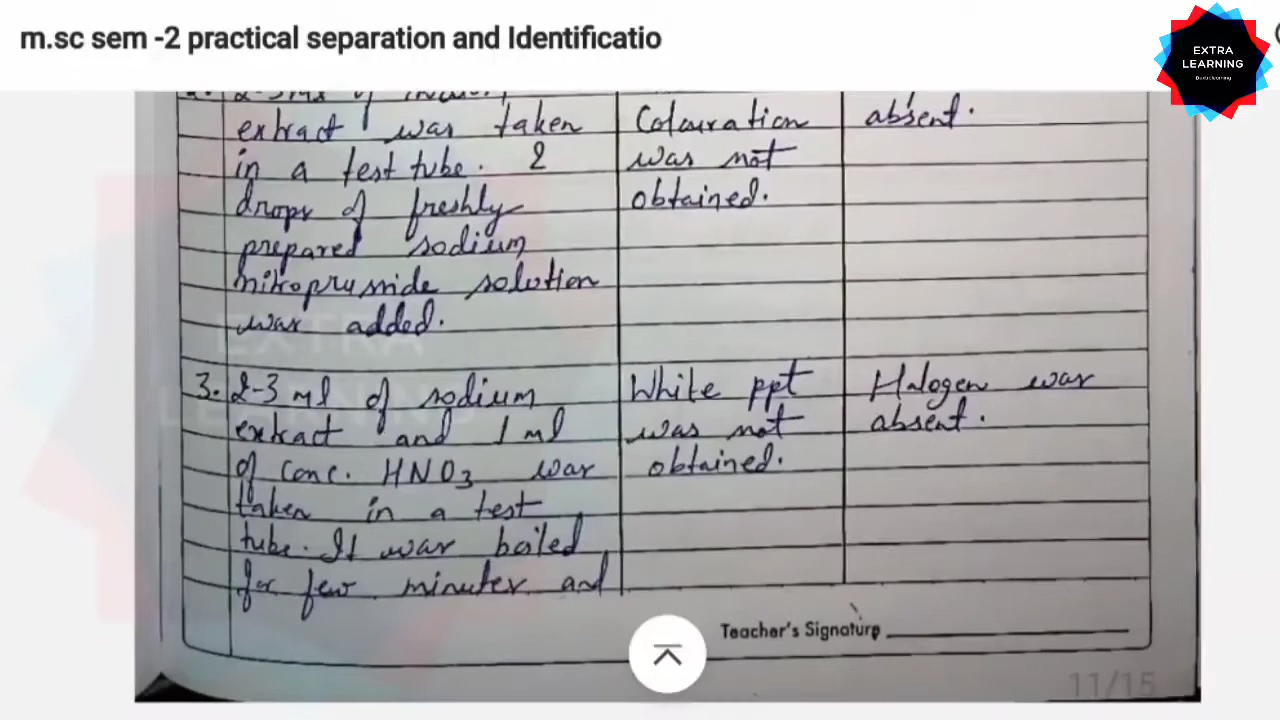 m.sc sem -2 practical separation and Identificatio
EXTRA
LEARNING
extract was taken
in a test tube. 2
drops of freshly
prepared sodium
nitroprusside solution
was added.
Colouration
was not
obtained.
absent.
3. 2-3 ml of sodium
extract and 1 ml
of conc. HNO3 was
taken in a test
tube. It was boiled
for few minutes and
White ppt
was not
obtained.
Halogen was
absent.
Teacher's Signature
11/15
EXTRA
LEARNING